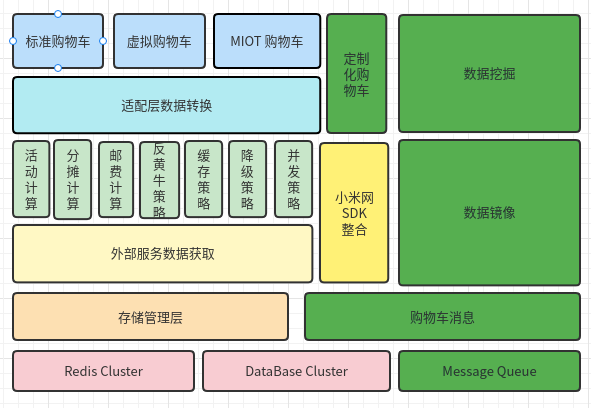 标准购物车
虚拟购物车
MIOT 购物车
定制
化购
物车
数据挖掘
适配层数据转换
活
动
计
算
分
摊
计
算
邮
费
计
算
反
黄
牛
策
略
缓
存
策
略
降
级
策
略
并
发
策
略
小米网
SDK
整合
数据镜像
外部服务数据获取
存储管理层
购物车消息
Redis Cluster
DataBase Cluster
Message Queue